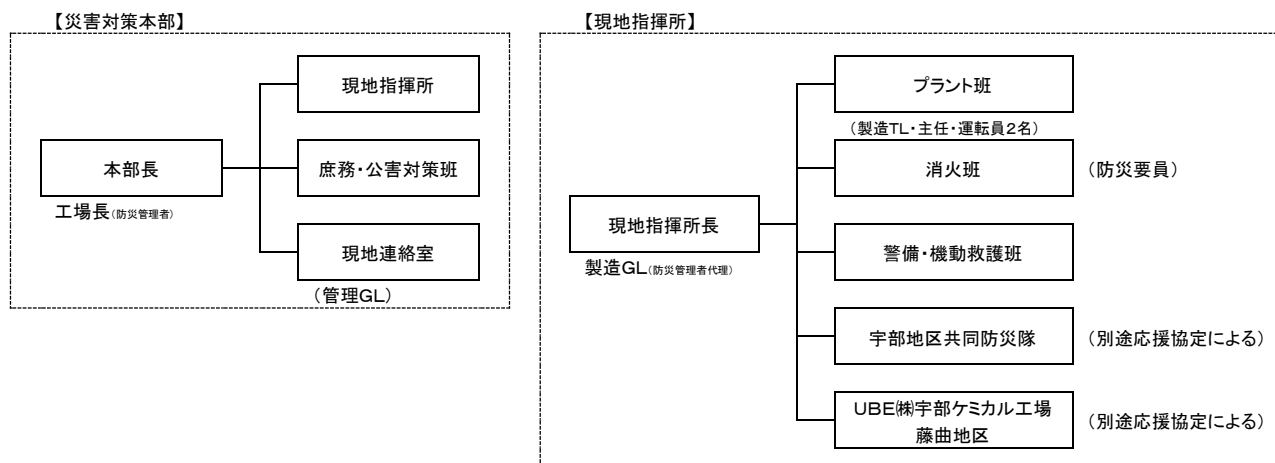 【災害対策本部】
現地指揮所
本部長
工場長(防災管理者)
庶務・公害対策班
現地連絡室
(管理GL)
【現地指揮所】
プラント班
(製造TL・主任・運転員2名)
消火班
(防災要員)
現地指揮所長
製造GL(防災管理者代理)
警備・機動救護班
宇部地区共同防災隊
(別途応援協定による)
UBE㈱宇部ケミカル工場
藤曲地区
(別途応援協定による)